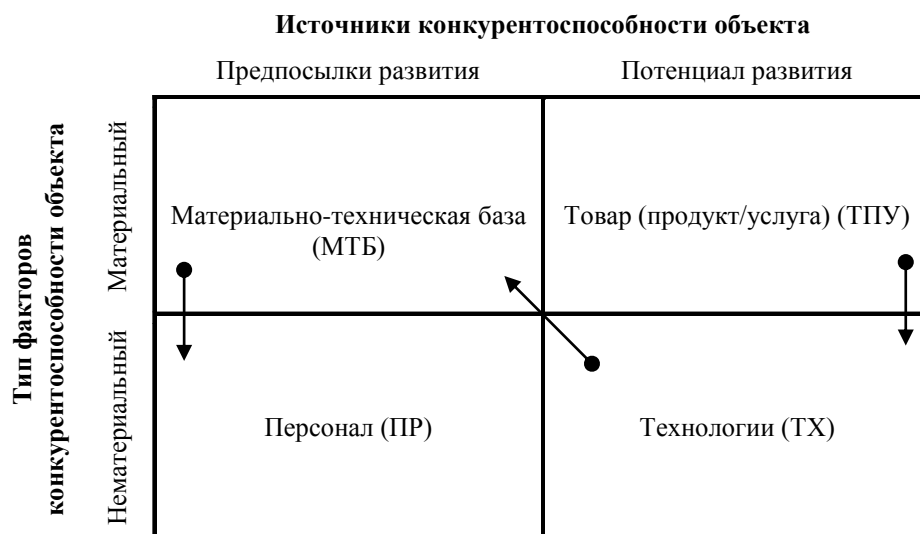 Источники конкурентоспособности объекта
Предпосылки развития
Потенциал развития
Тип факторов
конкурентоспособности объекта
Материальный
Материально-техническая база
(МТБ)
Товар (продукт/услуга) (ТПУ)
Нематериальный
Персонал (ПР)
Технологии (ТХ)